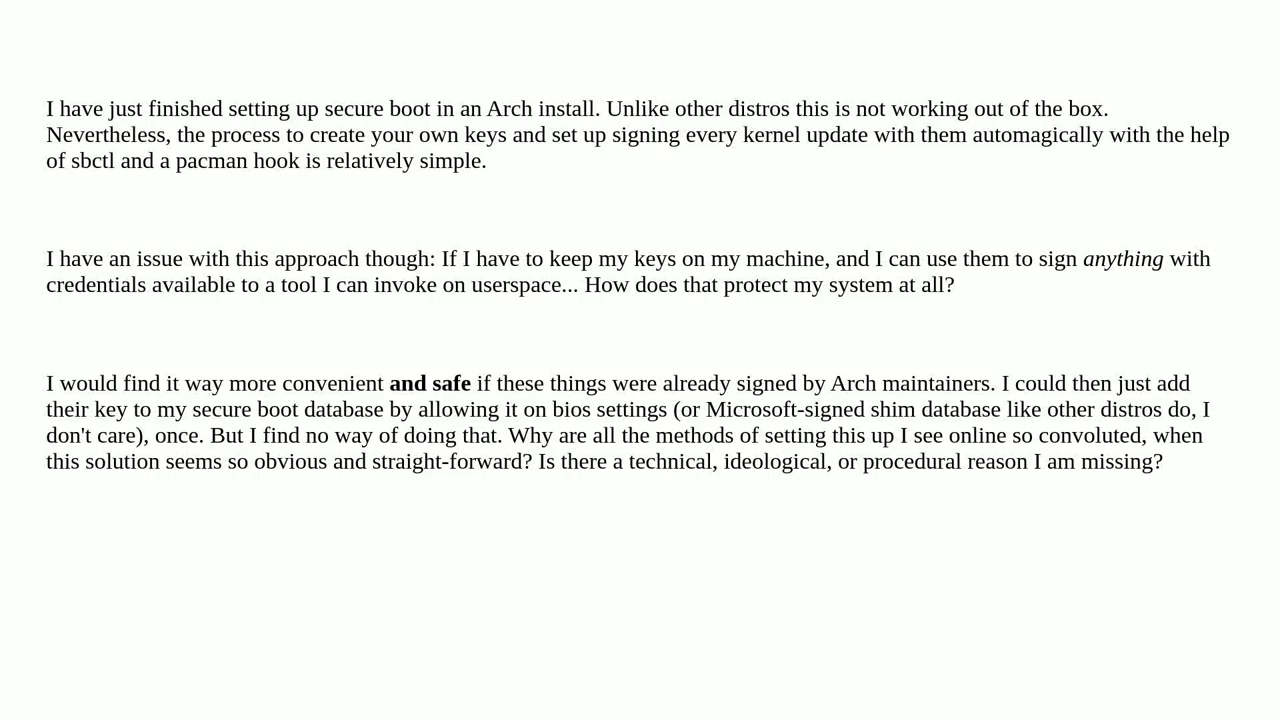 I have just finished setting up secure boot in an Arch install. Unlike other distros this is not working out of the box.
Nevertheless, the process to create your own keys and set up signing every kernel update with them automagically with the help
of sbctl and a pacman hook is relatively simple.
I have an issue with this approach though: If I have to keep my keys on my machine, and I can use them to sign anything with
credentials available to a tool I can invoke on userspace... How does that protect my system at all?
I would find it way more convenient and safe if these things were already signed by Arch maintainers. I could then just add
their key to my secure boot database by allowing it on bios settings (or Microsoft-signed shim database like other distros do, I
don't care), once. But I find no way of doing that. Why are all the methods of setting this up I see online so convoluted, when
this solution seems so obvious and straight-forward? Is there a technical, ideological, or procedural reason I am missing?